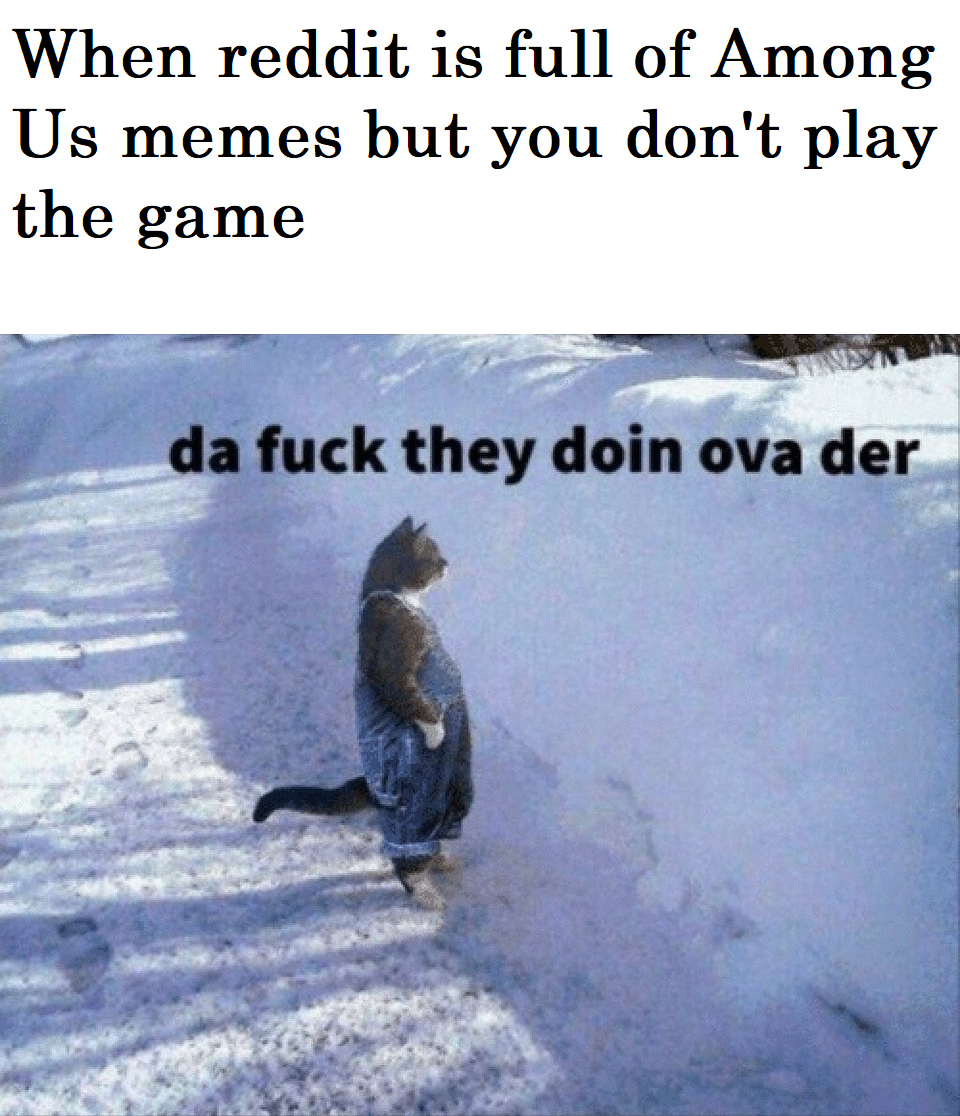 When reddit is full of Among
Us memes but you don't play
the game
da fuck they doin ova der